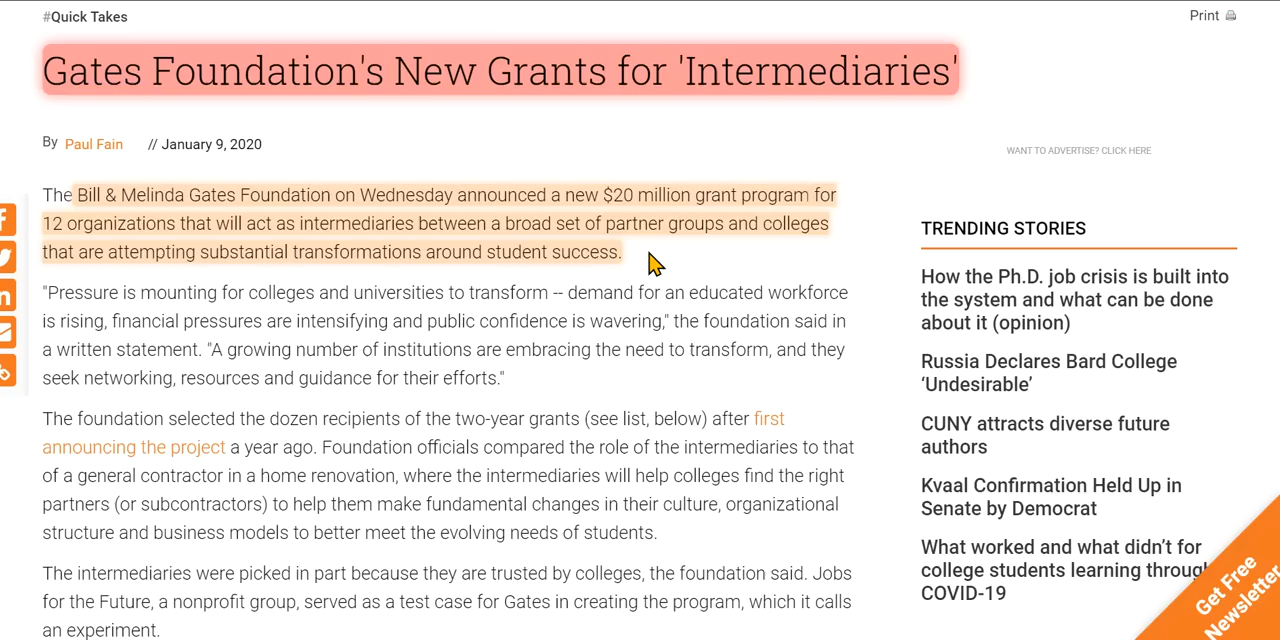 #Quick Takes
Print
Gates Foundation's New Grants for 'Intermediaries'
By Paul Fain // January 9, 2020
WANT TO ADVERTISE? CLICK HERE
The Bill & Melinda Gates Foundation on Wednesday announced a new $20 million grant program for
12 organizations that will act as intermediaries between a broad set of partner groups and colleges
that are attempting substantial transformations around student success.
"Pressure is mounting for colleges and universities to transform -- demand for an educated workforce
is rising, financial pressures are intensifying and public confidence is wavering," the foundation said in
a written statement. "A growing number of institutions are embracing the need to transform, and they
seek networking, resources and guidance for their efforts."
The foundation selected the dozen recipients of the two-year grants (see list, below) after first
announcing the project a year ago. Foundation officials compared the role of the intermediaries to that
of a general contractor in a home renovation, where the intermediaries will help colleges find the right
partners (or subcontractors) to help them make fundamental changes in their culture, organizational
structure and business models to better meet the evolving needs of students.
The intermediaries were picked in part because they are trusted by colleges, the foundation said. Jobs
for the Future, a nonprofit group, served as a test case for Gates in creating the program, which it calls
an experiment.
TRENDING STORIES
How the Ph.D. job crisis is built into
the system and what can be done
about it (opinion)
Russia Declares Bard College
‘Undesirable’
CUNY attracts diverse future
authors
Kvaal Confirmation Held Up in
Senate by Democrat
What worked and what didn’t for
college students learning through
COVID-19
Get Free
Newsletter